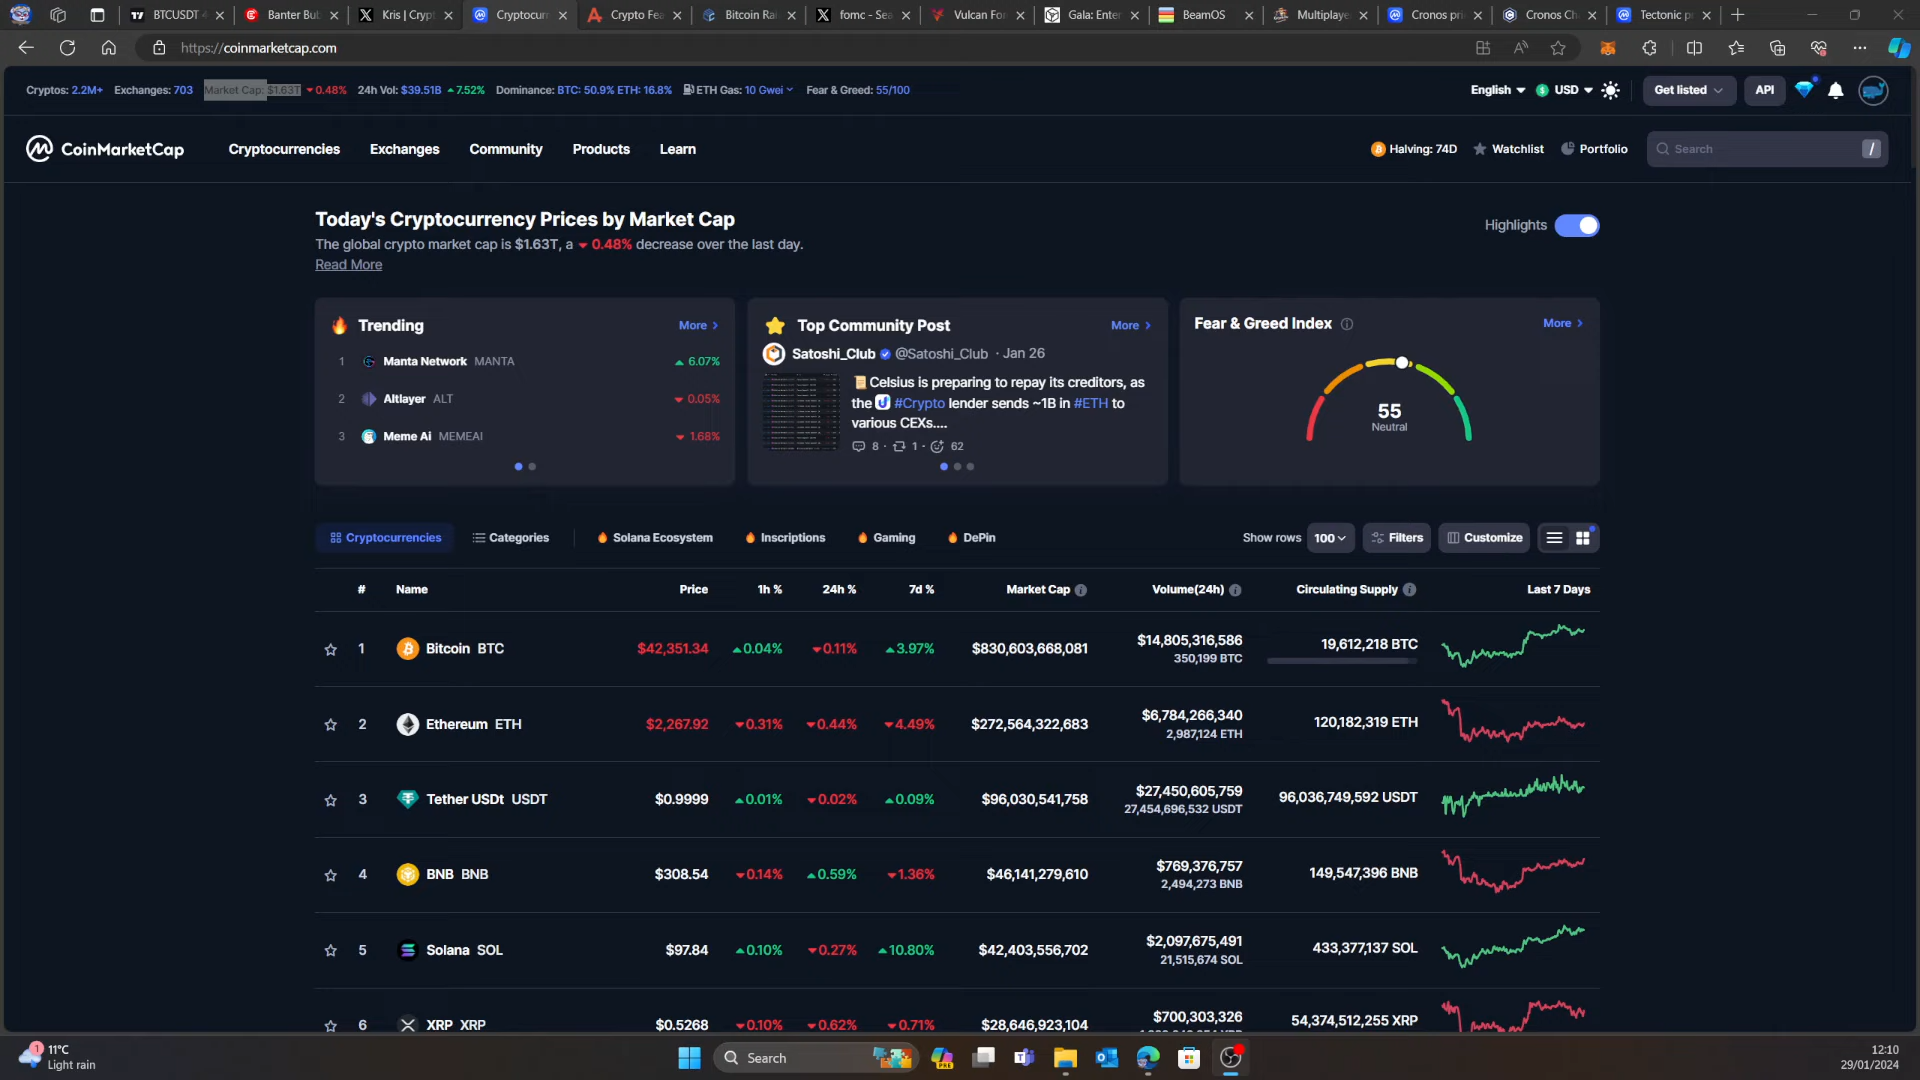 BTCUSDT 4
Banter Bu
Kris | Crypt
Cryptocurr
Crypto Fea
Bitcoin Rai
fomc - Sea
Vulcan For
Gala: Enter
BeamOS
Multiplaye
Cronos pri
Cronos Ch
Tectonic p
https://coinmarketcap.com
Cryptos: 2.2M+ Exchanges: 703 Market Cap: $1.63T 0.48% 24h Vol: $39.51B 7.52% Dominance: BTC: 50.9% ETH: 16.8% ETH Gas: 10 Gwei Fear & Greed: 55/100
English USD Get listed API
CoinMarketCap Cryptocurrencies Exchanges Community Products Learn Halving: 74D Watchlist Portfolio Search /
Today's Cryptocurrency Prices by Market Cap
Highlights
The global crypto market cap is $1.63T, a 0.48% decrease over the last day.
Read More
Trending More
1 Manta Network MANTA 6.07%
2 Altlayer ALT 0.05%
3 Meme Ai MEMEAI 1.68%
Top Community Post More
Satoshi_Club @Satoshi_Club · Jan 26
Celsius is preparing to repay its creditors, as
the #Crypto lender sends ~1B in #ETH to
various CEXs....
8 · 1 · 62
Fear & Greed Index More
55
Neutral
Cryptocurrencies Categories Solana Ecosystem Inscriptions Gaming DePin Show rows 100 Filters Customize
# Name Price 1h % 24h % 7d % Market Cap Volume(24h) Circulating Supply Last 7 Days
1 Bitcoin BTC $42,351.34 0.04% 0.11% 3.97% $830,603,668,081 $14,805,316,586 19,612,218 BTC
350,199 BTC
2 Ethereum ETH $2,267.92 0.31% 0.44% 4.49% $272,564,322,683 $6,784,266,340 120,182,319 ETH
2,987,124 ETH
3 Tether USDt USDT $0.9999 0.01% 0.02% 0.09% $96,030,541,758 $27,450,605,759 96,036,749,592 USDT
27,454,696,532 USDT
4 BNB BNB $308.54 0.14% 0.59% 1.36% $46,141,279,610 $769,376,757 149,547,396 BNB
2,494,273 BNB
5 Solana SOL $97.84 0.10% 0.27% 10.80% $42,403,556,702 $2,097,675,491 433,377,137 SOL
21,515,674 SOL
6 XRP XRP $0.5268 0.10% 0.62% 0.71% $28,646,923,104 $700,303,326 54,374,512,255 XRP
1
11°C
Light rain
Search
PRE
12:10
29/01/2024